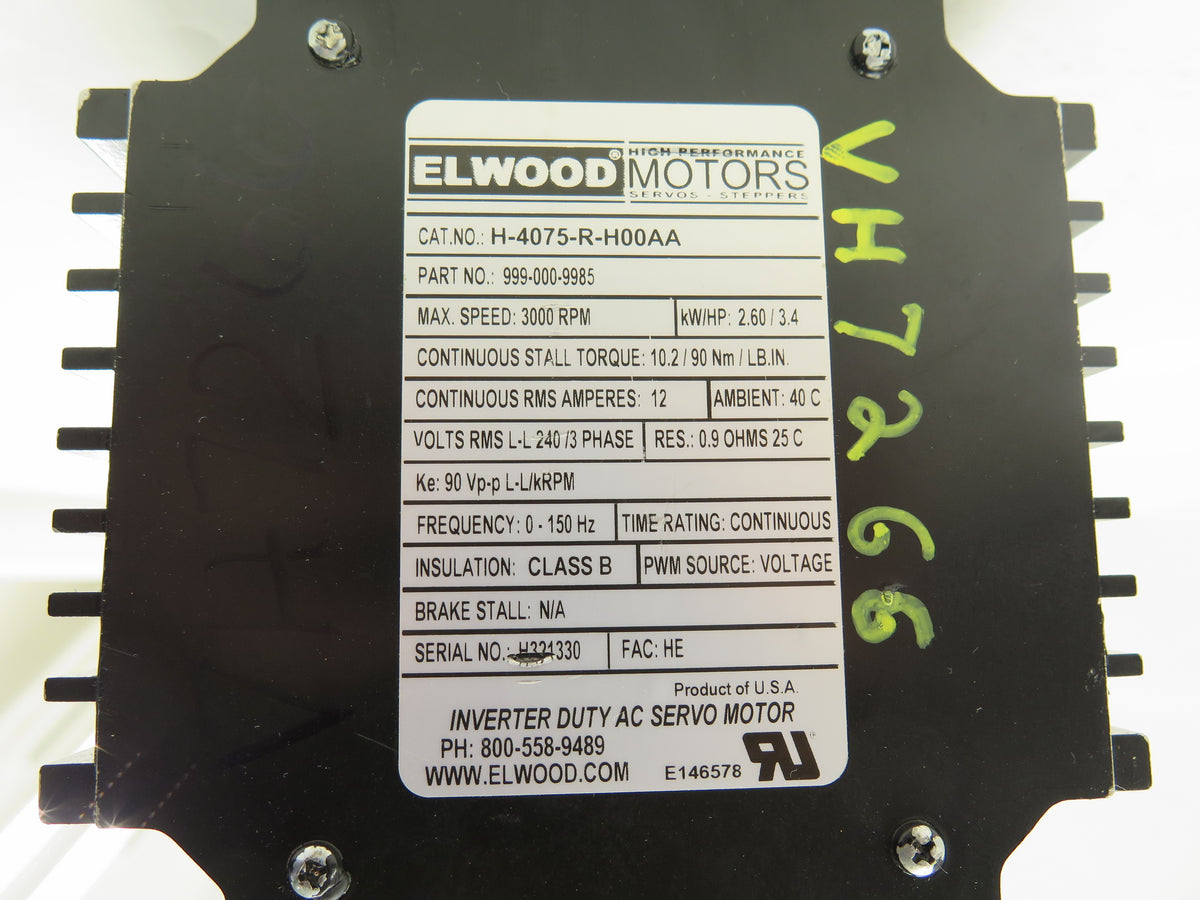 ELWOOD® HIGH PERFORMANCE
MOTORS
SERVOS - STEPPERS
CAT.NO.: H-4075-R-H00AA
PART NO.: 999-000-9985
MAX. SPEED: 3000 RPM kW/HP: 2.60 / 3.4
CONTINUOUS STALL TORQUE: 10.2 / 90 Nm / LB.IN.
CONTINUOUS RMS AMPERES: 12 AMBIENT: 40 C
VOLTS RMS L-L 240 /3 PHASE RES.: 0.9 OHMS 25 C
Ke: 90 Vp-p L-L/kRPM
FREQUENCY: 0 - 150 Hz TIME RATING: CONTINUOUS
INSULATION: CLASS B PWM SOURCE: VOLTAGE
BRAKE STALL: N/A
SERIAL NO.: H321330 FAC: HE
Product of U.S.A.
INVERTER DUTY AC SERVO MOTOR
PH: 800-558-9489
WWW.ELWOOD.COM E146578
VH7266